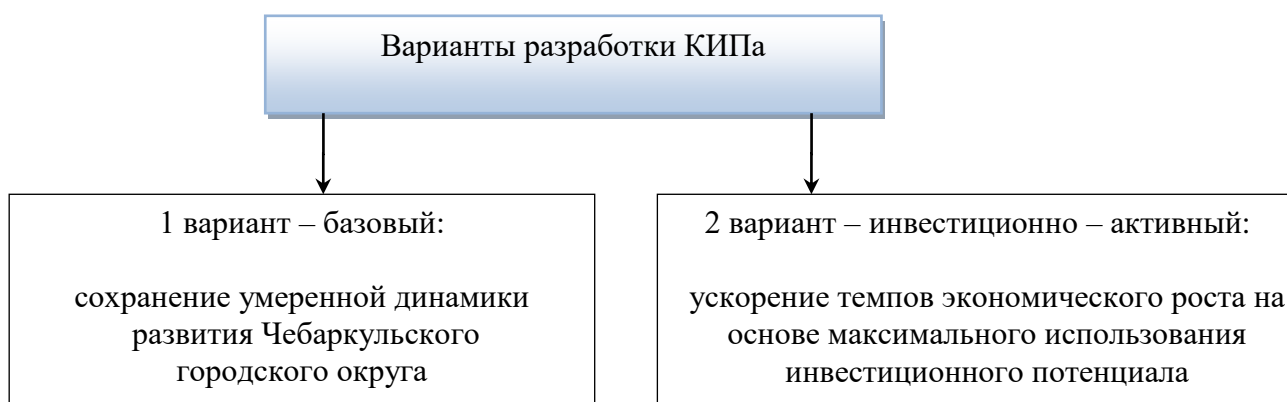 Варианты разработки КИПа
1 вариант – базовый:
сохранение умеренной динамики
развития Чебаркульского
городского округа
2 вариант – инвестиционно – активный:
ускорение темпов экономического роста на
основе максимального использования
инвестиционного потенциала